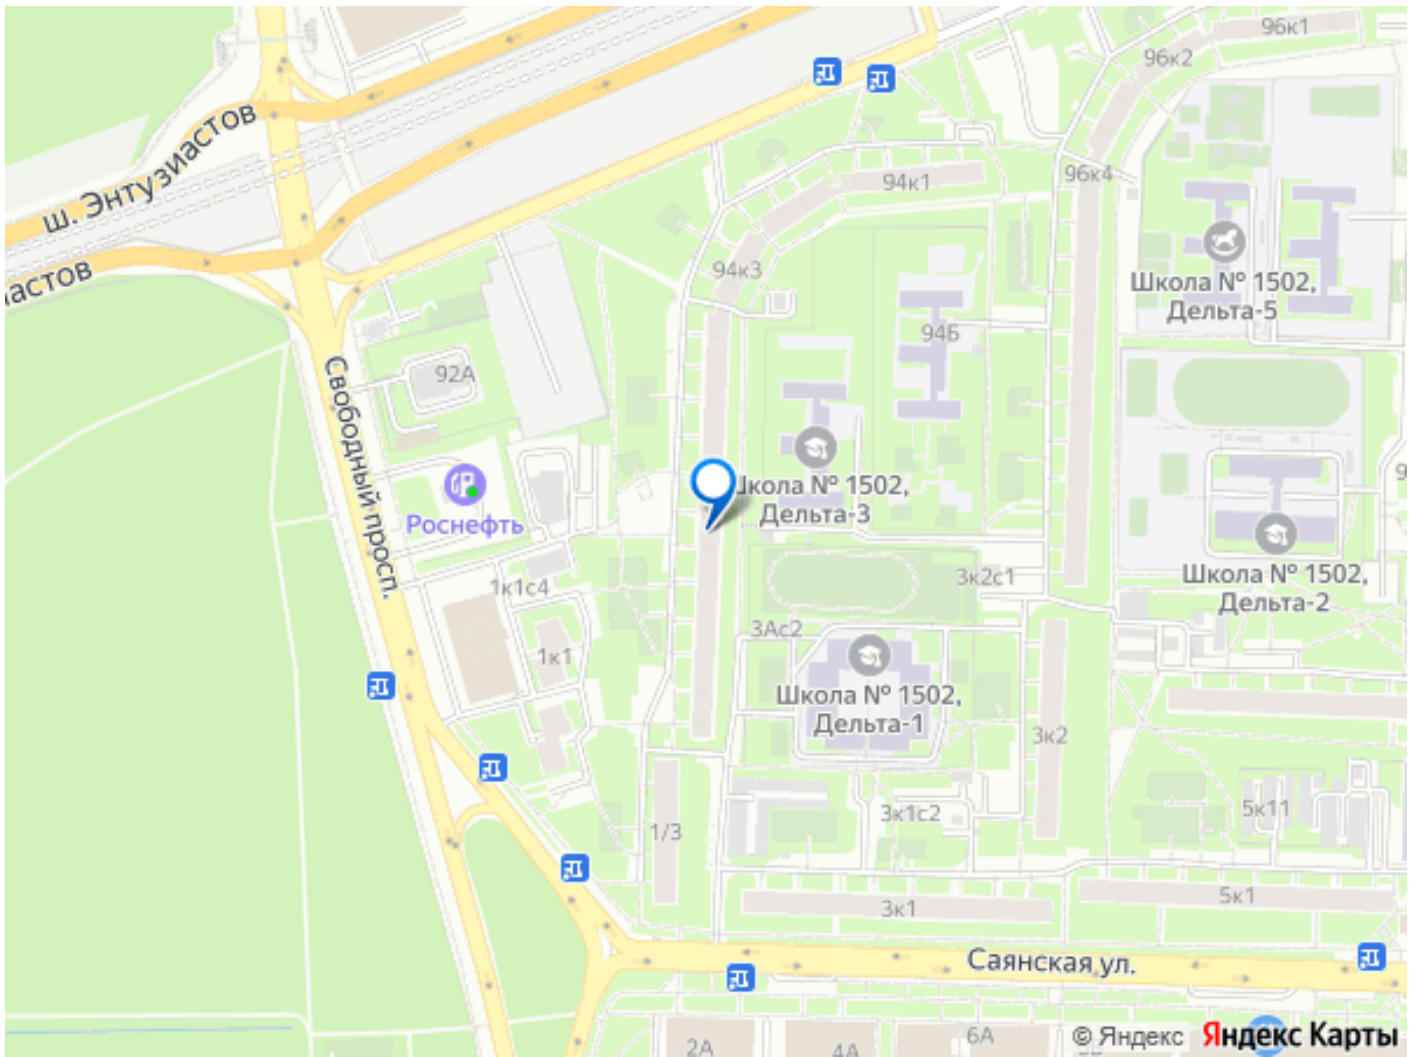 96к1
96к2
ш. Энтузиастов
94к1
96к4
Школа № 1502,
Дельта-5
94к3
астов
94Б
92А
Свободный просп.
Школа № 1502,
Дельта-3
Роснефть
Школа № 1502,
Дельта-2
1к1с4
3к2с1
3Ас2
1к1
Школа № 1502,
Дельта-1
3к2
5к11
3к1с2
1/3
5к1
3к1
Саянская ул.
2А
4А
6А
© Яндекс Яндекс Карты